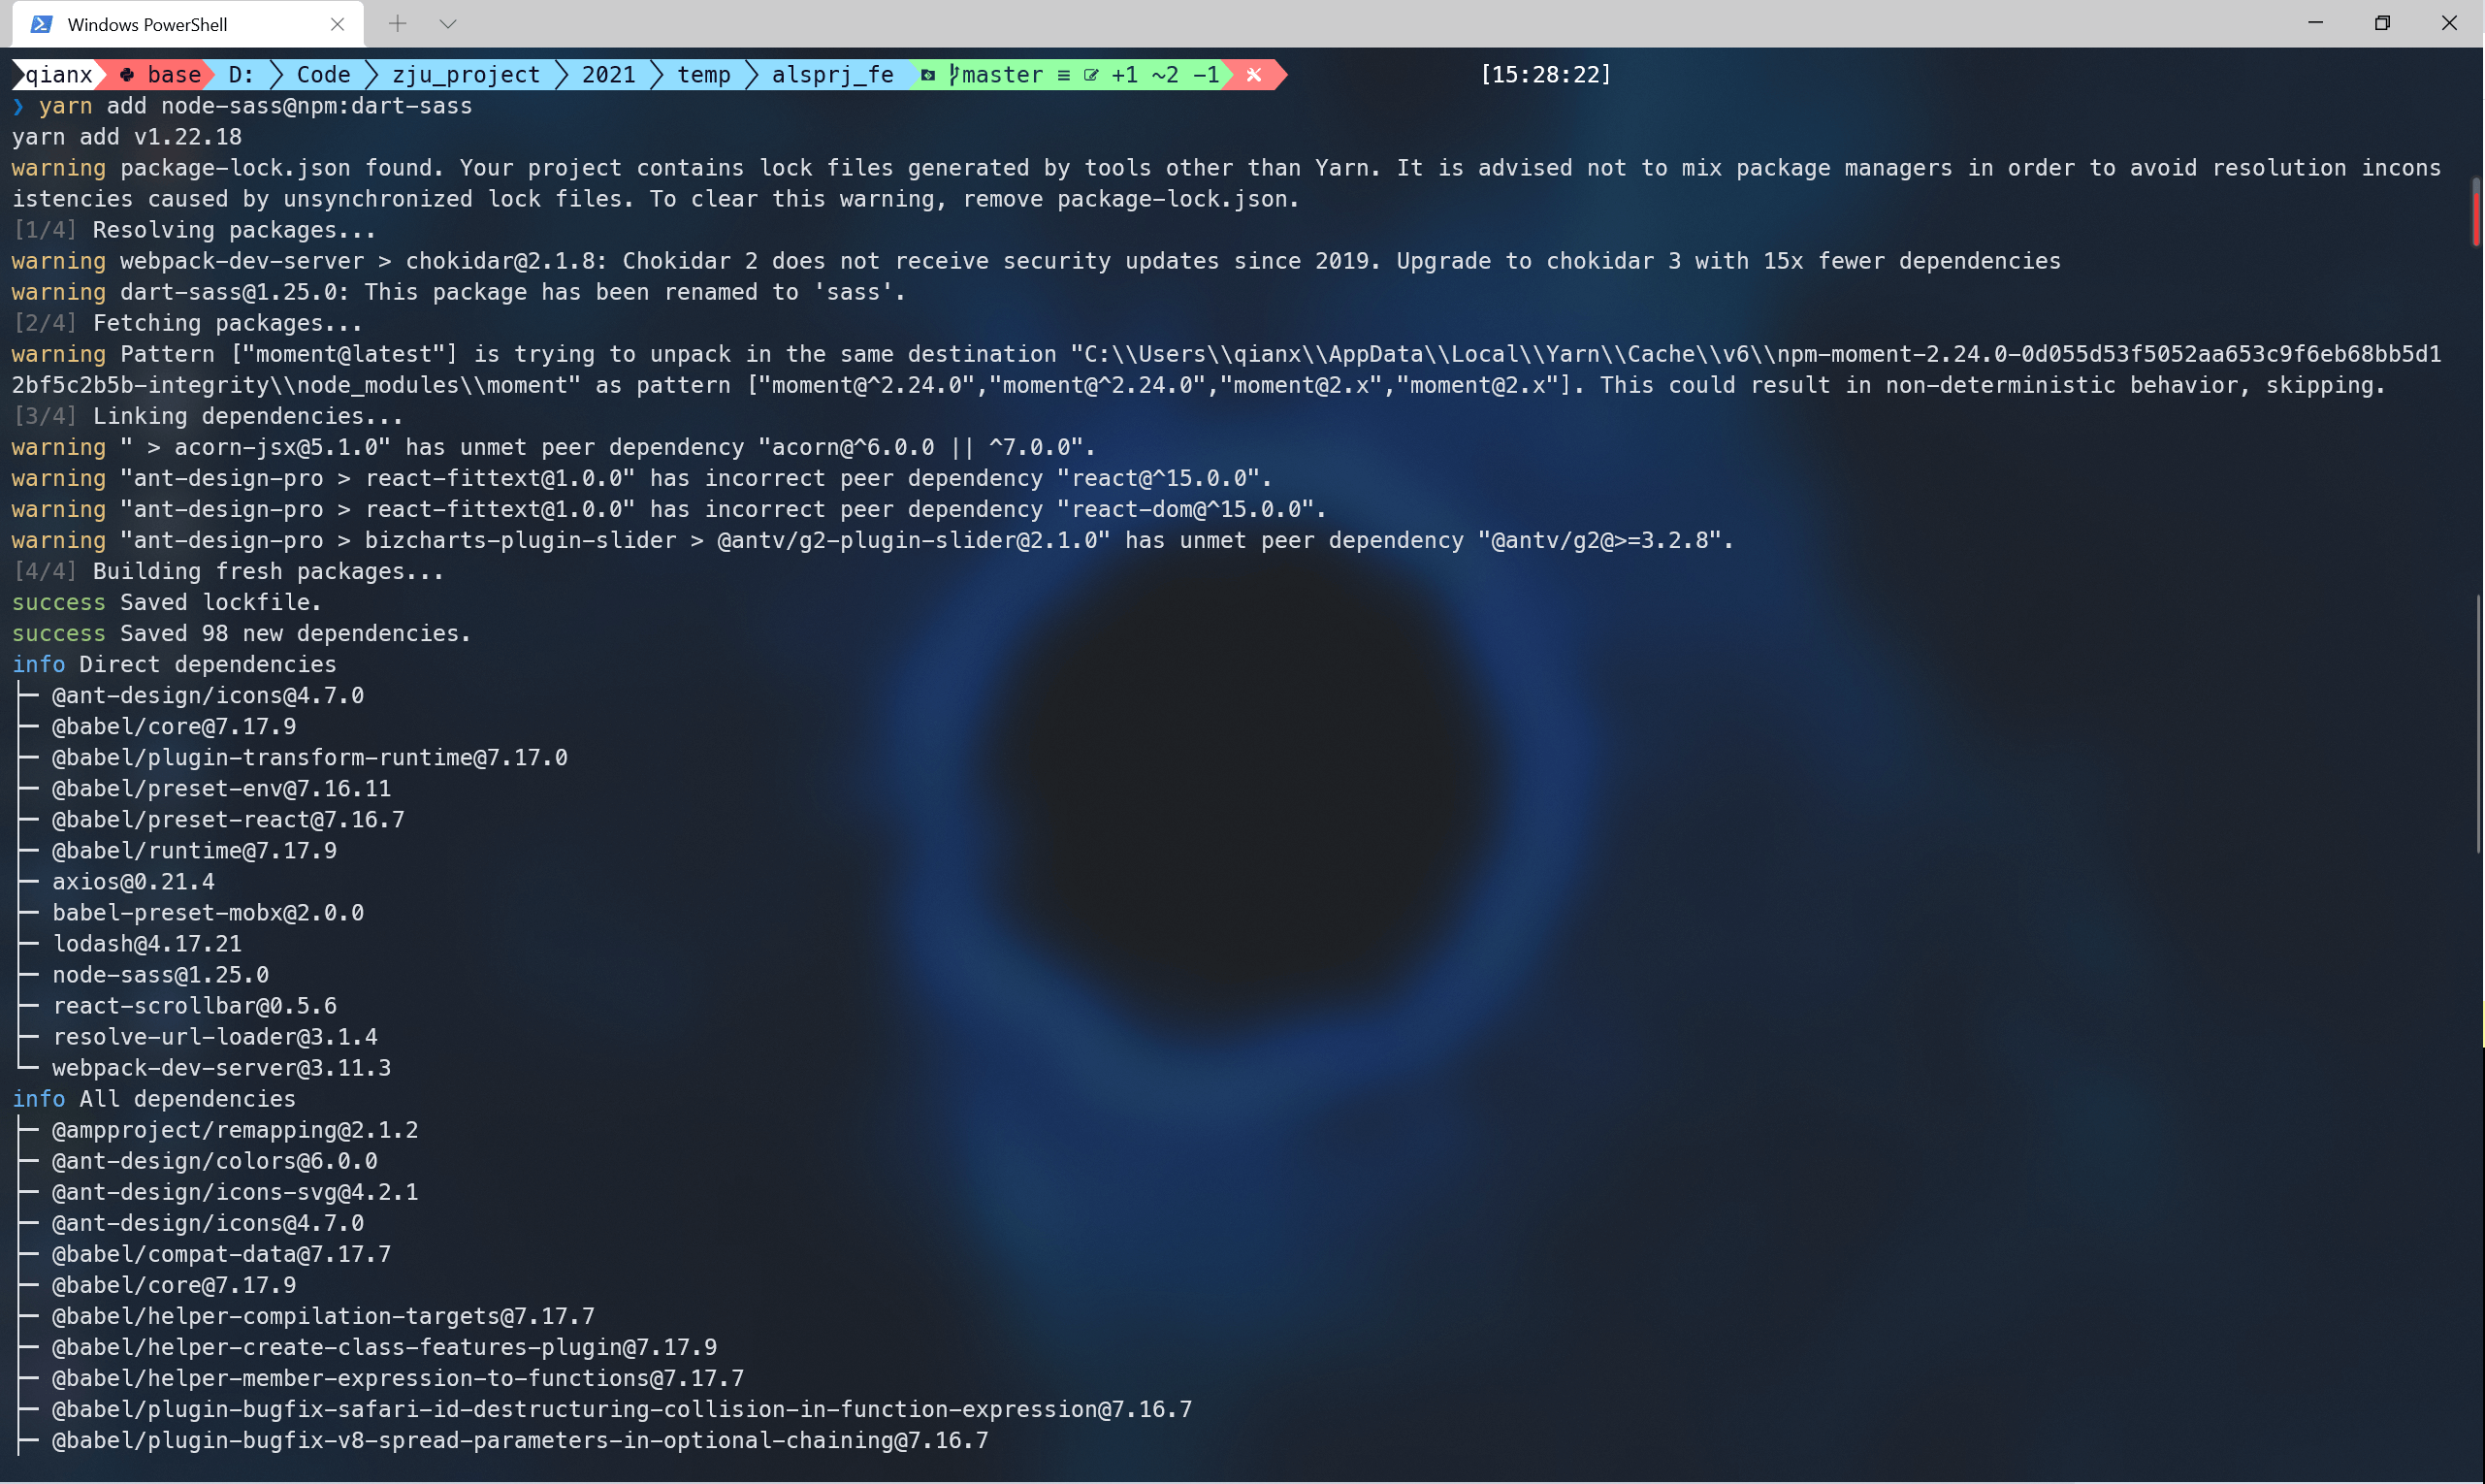 Windows PowerShell
qianx base D: Code zju_project 2021 temp alsprj_fe master ≡ +1 ~2 -1 [15:28:22]
❯ yarn add node-sass@npm:dart-sass
yarn add v1.22.18
warning package-lock.json found. Your project contains lock files generated by tools other than Yarn. It is advised not to mix package managers in order to avoid resolution incons
istencies caused by unsynchronized lock files. To clear this warning, remove package-lock.json.
[1/4] Resolving packages...
warning webpack-dev-server > chokidar@2.1.8: Chokidar 2 does not receive security updates since 2019. Upgrade to chokidar 3 with 15x fewer dependencies
warning dart-sass@1.25.0: This package has been renamed to 'sass'.
[2/4] Fetching packages...
warning Pattern ["moment@latest"] is trying to unpack in the same destination "C:\\Users\\qianx\\AppData\\Local\\Yarn\\Cache\\v6\\npm-moment-2.24.0-0d055d53f5052aa653c9f6eb68bb5d1
2bf5c2b5b-integrity\\node_modules\\moment" as pattern ["moment@^2.24.0","moment@^2.24.0","moment@2.x","moment@2.x"]. This could result in non-deterministic behavior, skipping.
[3/4] Linking dependencies...
warning " > acorn-jsx@5.1.0" has unmet peer dependency "acorn@^6.0.0 || ^7.0.0".
warning "ant-design-pro > react-fittext@1.0.0" has incorrect peer dependency "react@^15.0.0".
warning "ant-design-pro > react-fittext@1.0.0" has incorrect peer dependency "react-dom@^15.0.0".
warning "ant-design-pro > bizcharts-plugin-slider > @antv/g2-plugin-slider@2.1.0" has unmet peer dependency "@antv/g2@>=3.2.8".
[4/4] Building fresh packages...
success Saved lockfile.
success Saved 98 new dependencies.
info Direct dependencies
├─ @ant-design/icons@4.7.0
├─ @babel/core@7.17.9
├─ @babel/plugin-transform-runtime@7.17.0
├─ @babel/preset-env@7.16.11
├─ @babel/preset-react@7.16.7
├─ @babel/runtime@7.17.9
├─ axios@0.21.4
├─ babel-preset-mobx@2.0.0
├─ lodash@4.17.21
├─ node-sass@1.25.0
├─ react-scrollbar@0.5.6
├─ resolve-url-loader@3.1.4
└─ webpack-dev-server@3.11.3
info All dependencies
├─ @ampproject/remapping@2.1.2
├─ @ant-design/colors@6.0.0
├─ @ant-design/icons-svg@4.2.1
├─ @ant-design/icons@4.7.0
├─ @babel/compat-data@7.17.7
├─ @babel/core@7.17.9
├─ @babel/helper-compilation-targets@7.17.7
├─ @babel/helper-create-class-features-plugin@7.17.9
├─ @babel/helper-member-expression-to-functions@7.17.7
├─ @babel/plugin-bugfix-safari-id-destructuring-collision-in-function-expression@7.16.7
├─ @babel/plugin-bugfix-v8-spread-parameters-in-optional-chaining@7.16.7